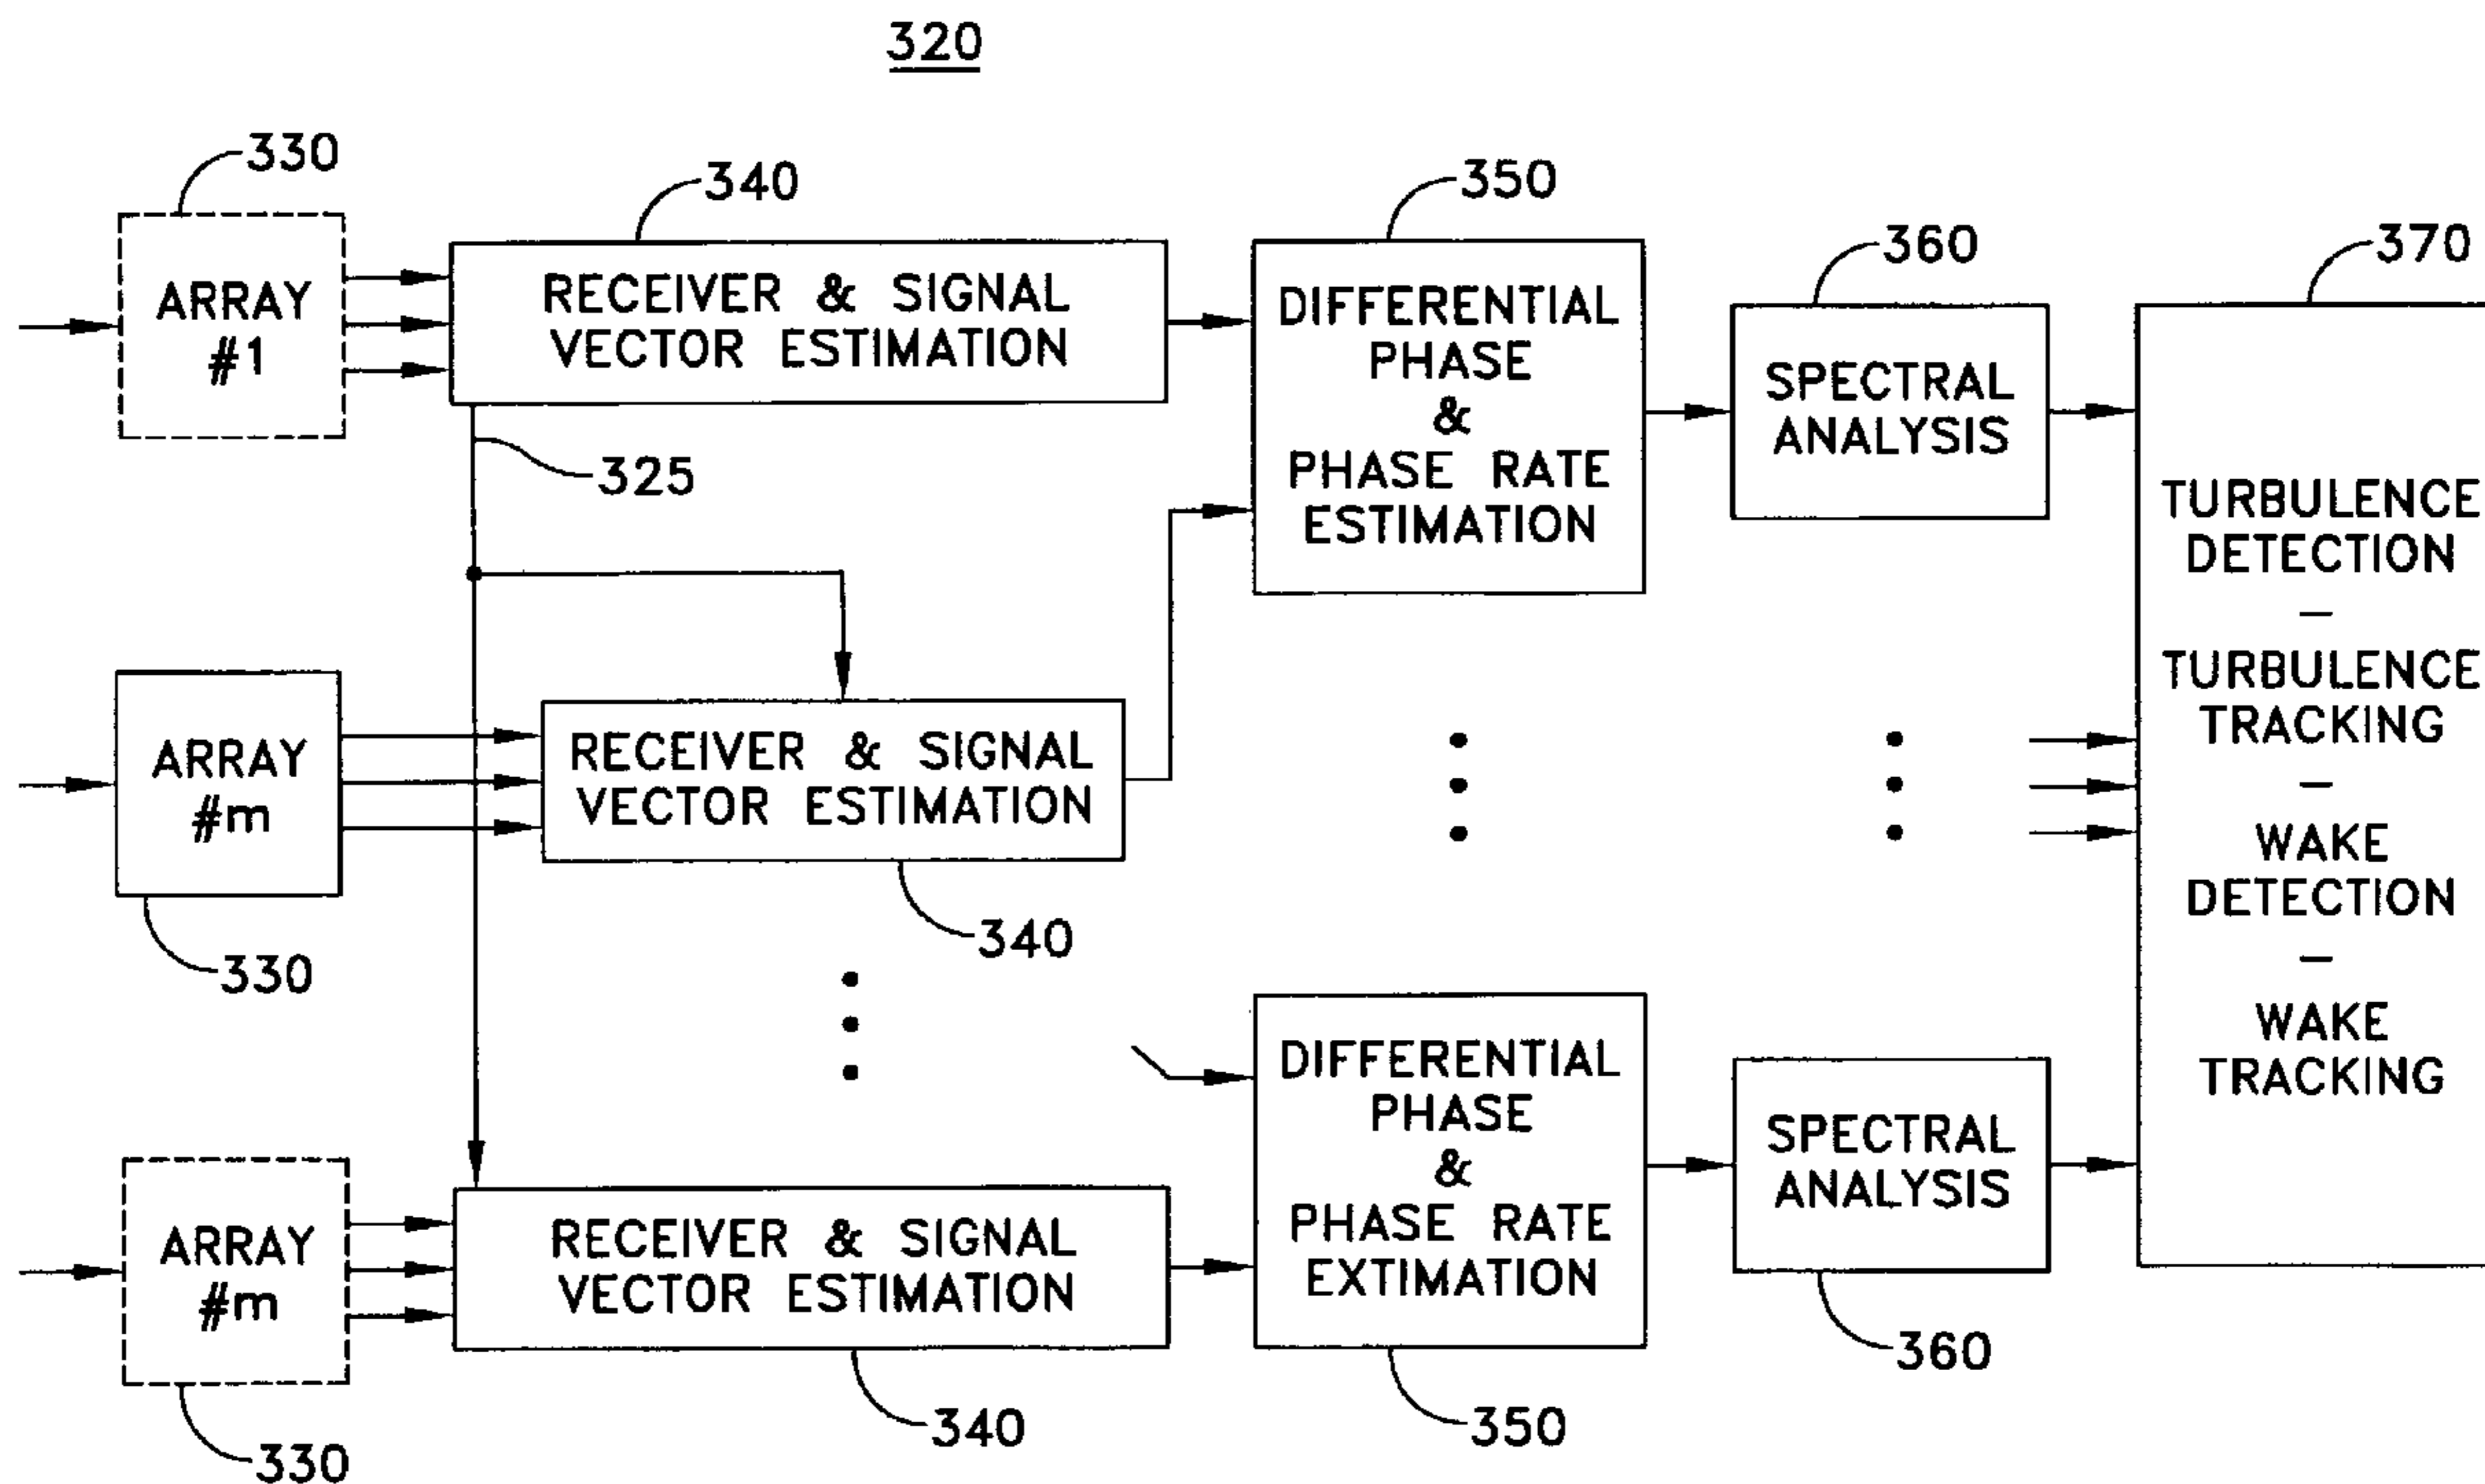 320
330
340
350
360
370
ARRAY
#1
RECEIVER & SIGNAL
VECTOR ESTIMATION
DIFFERENTIAL
PHASE
&
PHASE RATE
ESTIMATION
SPECTRAL
ANALYSIS
325
TURBULENCE
DETECTION
—
TURBULENCE
TRACKING
—
WAKE
DETECTION
—
WAKE
TRACKING
ARRAY
#m
RECEIVER & SIGNAL
VECTOR ESTIMATION
330
340
ARRAY
#m
RECEIVER & SIGNAL
VECTOR ESTIMATION
DIFFERENTIAL
PHASE
&
PHASE RATE
EXTIMATION
SPECTRAL
ANALYSIS
330
340
350
360